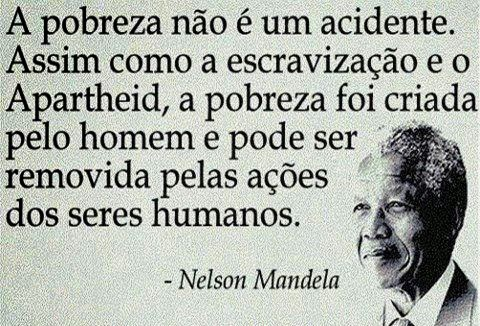 A pobreza não é um acidente.
Assim como a escravização e o
Apartheid, a pobreza foi criada
pelo homem e pode ser
removida pelas ações
dos seres humanos.
- Nelson Mandela